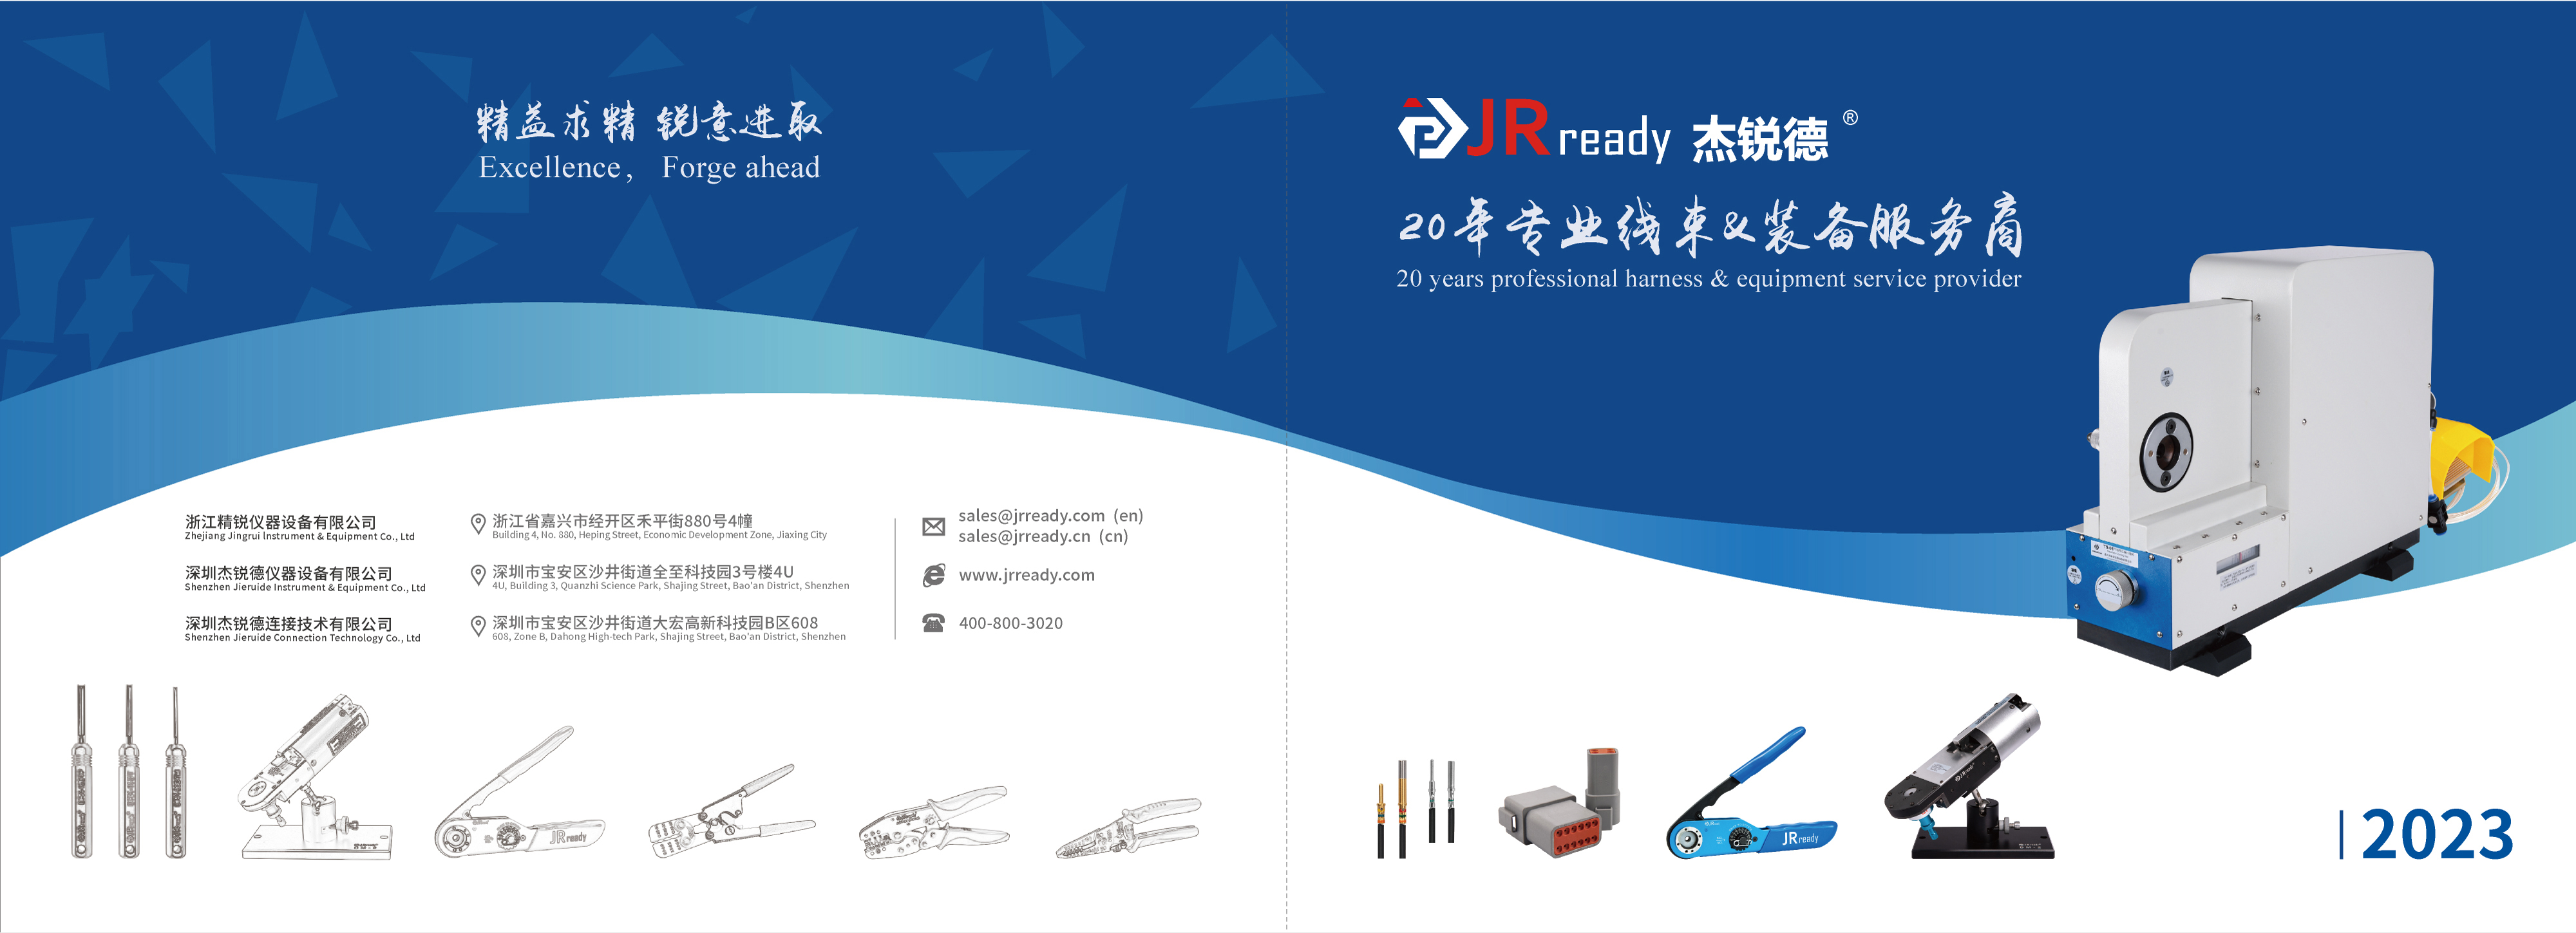 精益求精 锐意进取
Excellence, Forge ahead
浙江精锐仪器设备有限公司
Zhejiang Jingrui Instrument & Equipment Co., Ltd
浙江省嘉兴市经开区禾平街880号4幢
Building 4, No. 880, Heping Street, Economic Development Zone, Jiaxing City
深圳杰锐德仪器设备有限公司
Shenzhen Jieruide Instrument & Equipment Co., Ltd
深圳市宝安区沙井街道全至科技园3号楼4U
4U, Building 3, Quanzhi Science Park, Shajing Street, Bao'an District, Shenzhen
深圳杰锐德连接技术有限公司
Shenzhen Jieruide Connection Technology Co., Ltd
深圳市宝安区沙井街道大宏高新科技园B区608
608, Zone B, Dahong High-tech Park, Shajing Street, Bao'an District, Shenzhen
sales@jrready.com (en)
sales@jrready.cn (cn)
www.jrready.com
400-800-3020
JR ready
JR ready 杰锐德 ®
20年专业线束&装备服务商
20 years professional harness & equipment service provider
JR ready
2023